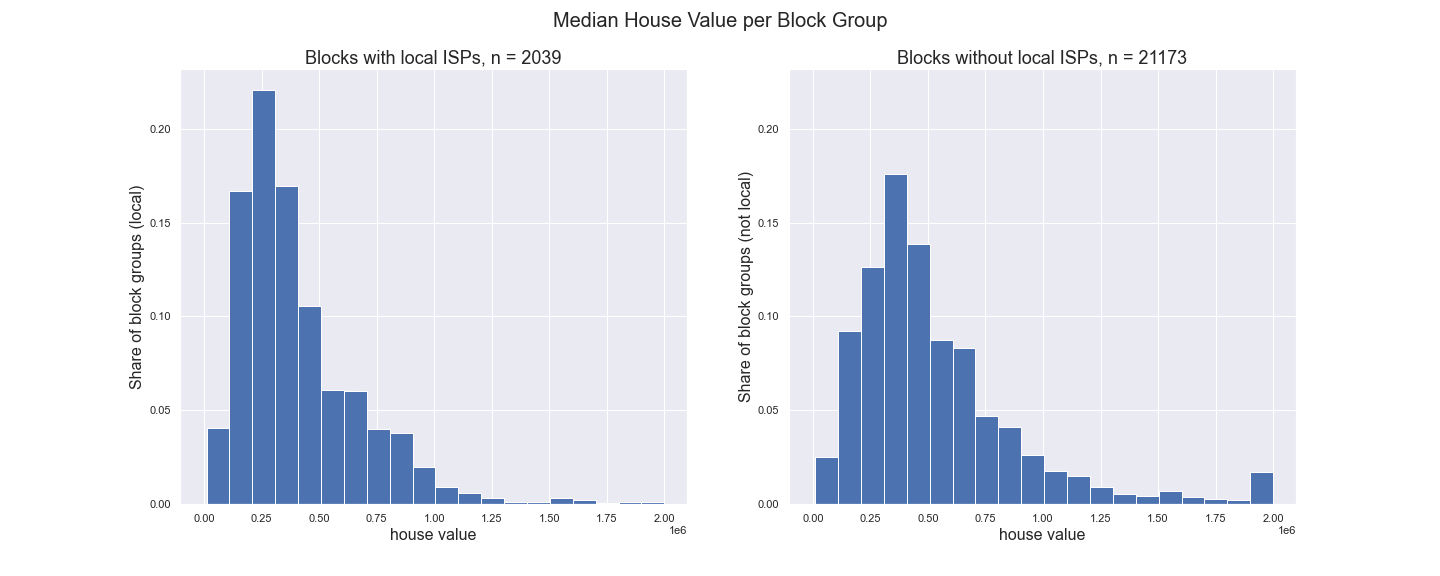 Median House Value per Block Group
Blocks with local ISPs, n = 2039
Share of block groups (local)
0.20
0.15
0.10
0.05
0.00
0.00 0.25 0.50 0.75 1.00 1.25 1.50 1.75 2.00
1e6
house value
Blocks without local ISPs, n = 21173
Share of block groups (not local)
0.20
0.15
0.10
0.05
0.00
0.00 0.25 0.50 0.75 1.00 1.25 1.50 1.75 2.00
1e6
house value